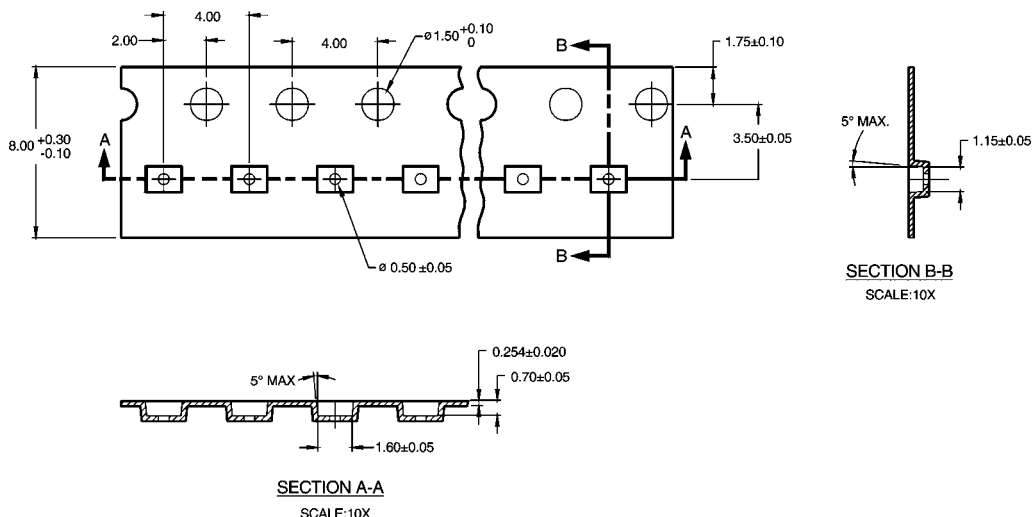 4.00
2.00
4.00
ø 1.50 +0.10
0
B
1.75±0.10
8.00 +0.30
-0.10
A
A
3.50±0.05
5° MAX.
1.15±0.05
B
ø 0.50 ±0.05
SECTION B-B
SCALE:10X
0.254±0.020
5° MAX
0.70±0.05
1.60±0.05
SECTION A-A
SCALE:10X